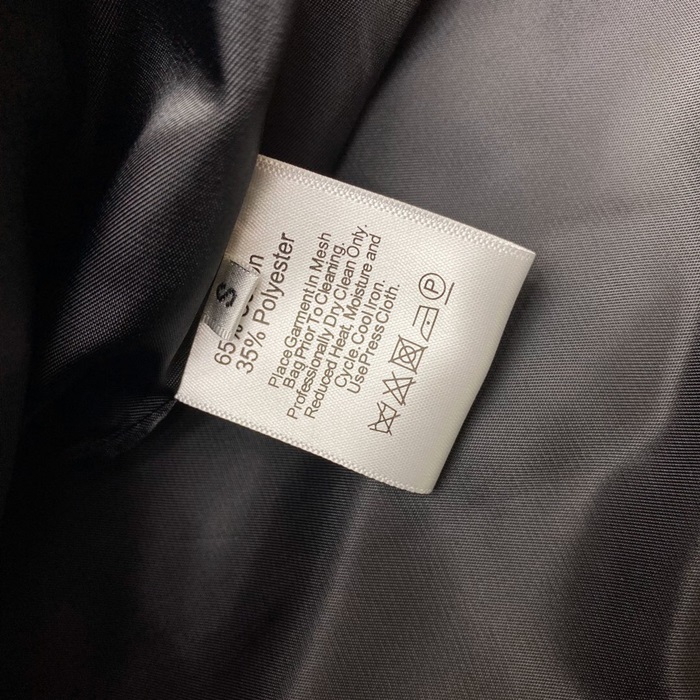 S
65%
35% Polyester
Place Garment In Mesh
Bag Prior To Cleaning.
Professionally Dry Clean Only.
Reduced Heat, Moisture and
Cycle. Cool Iron.
Use Press Cloth.
P